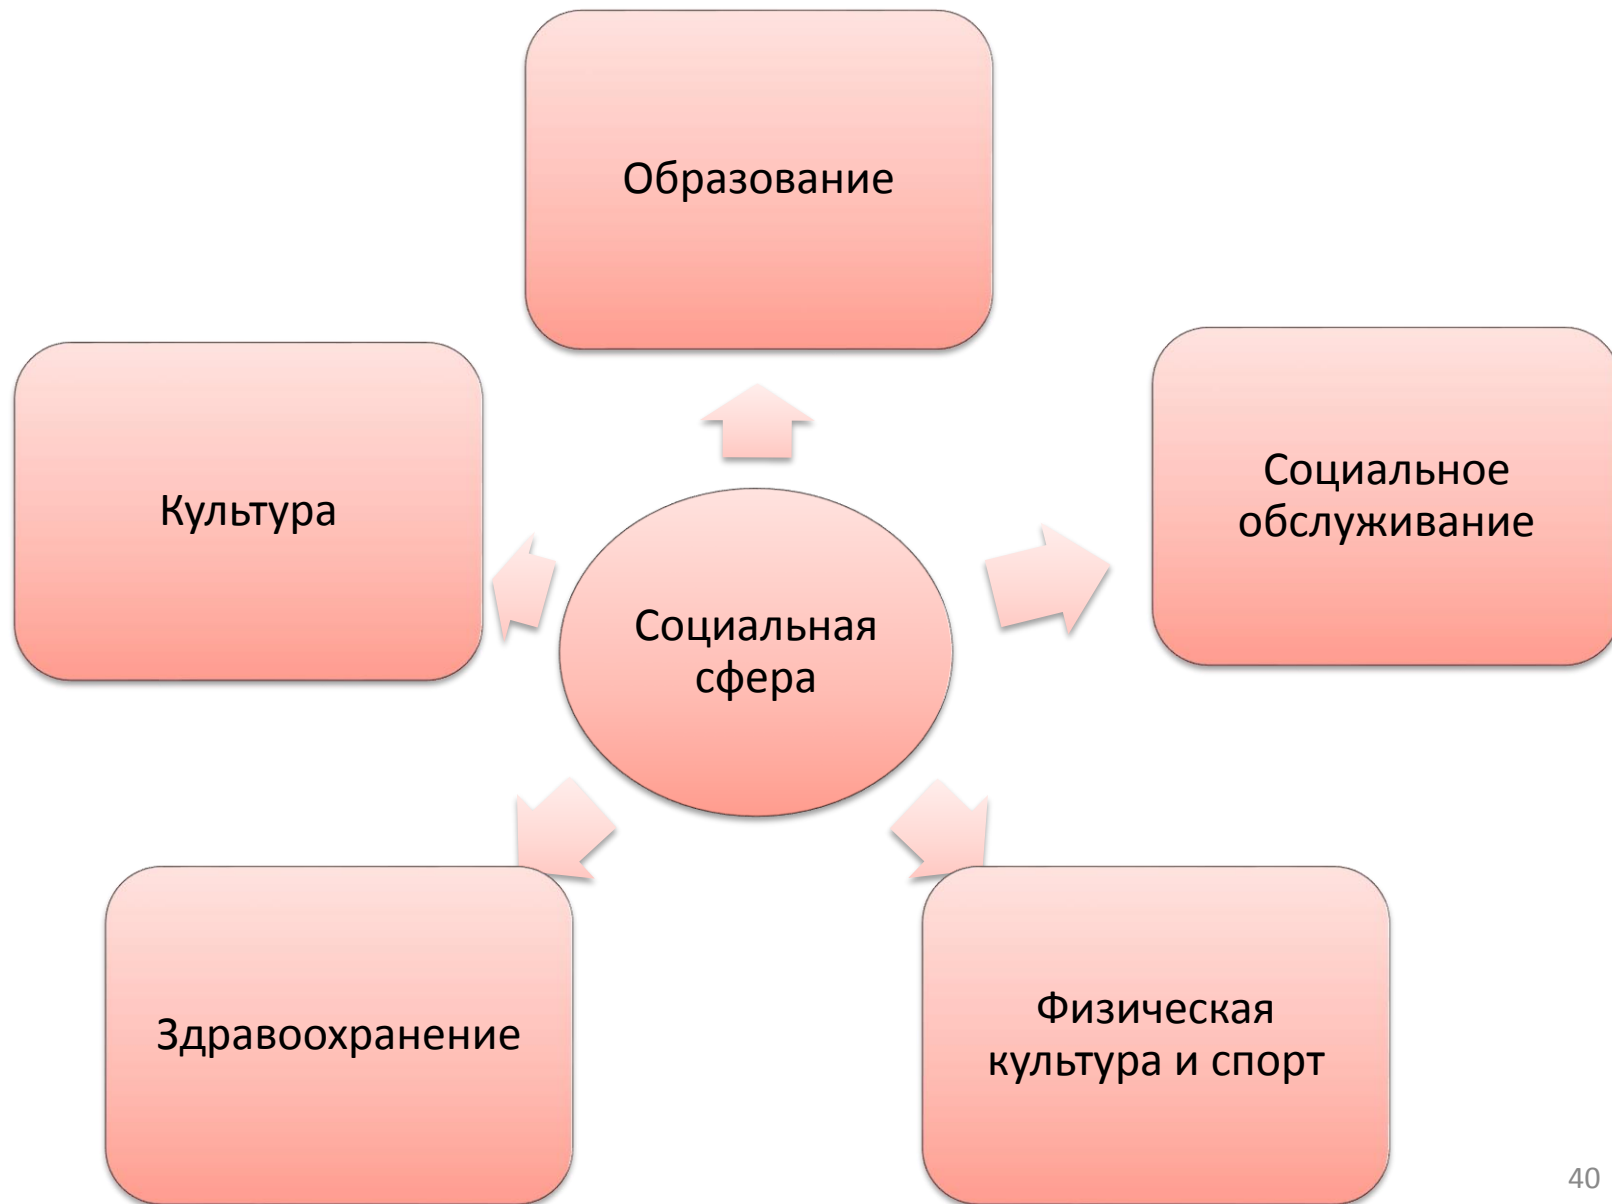 Образование
Культура
Социальное
обслуживание
Социальная
сфера
Здравоохранение
Физическая
культура и спорт
40